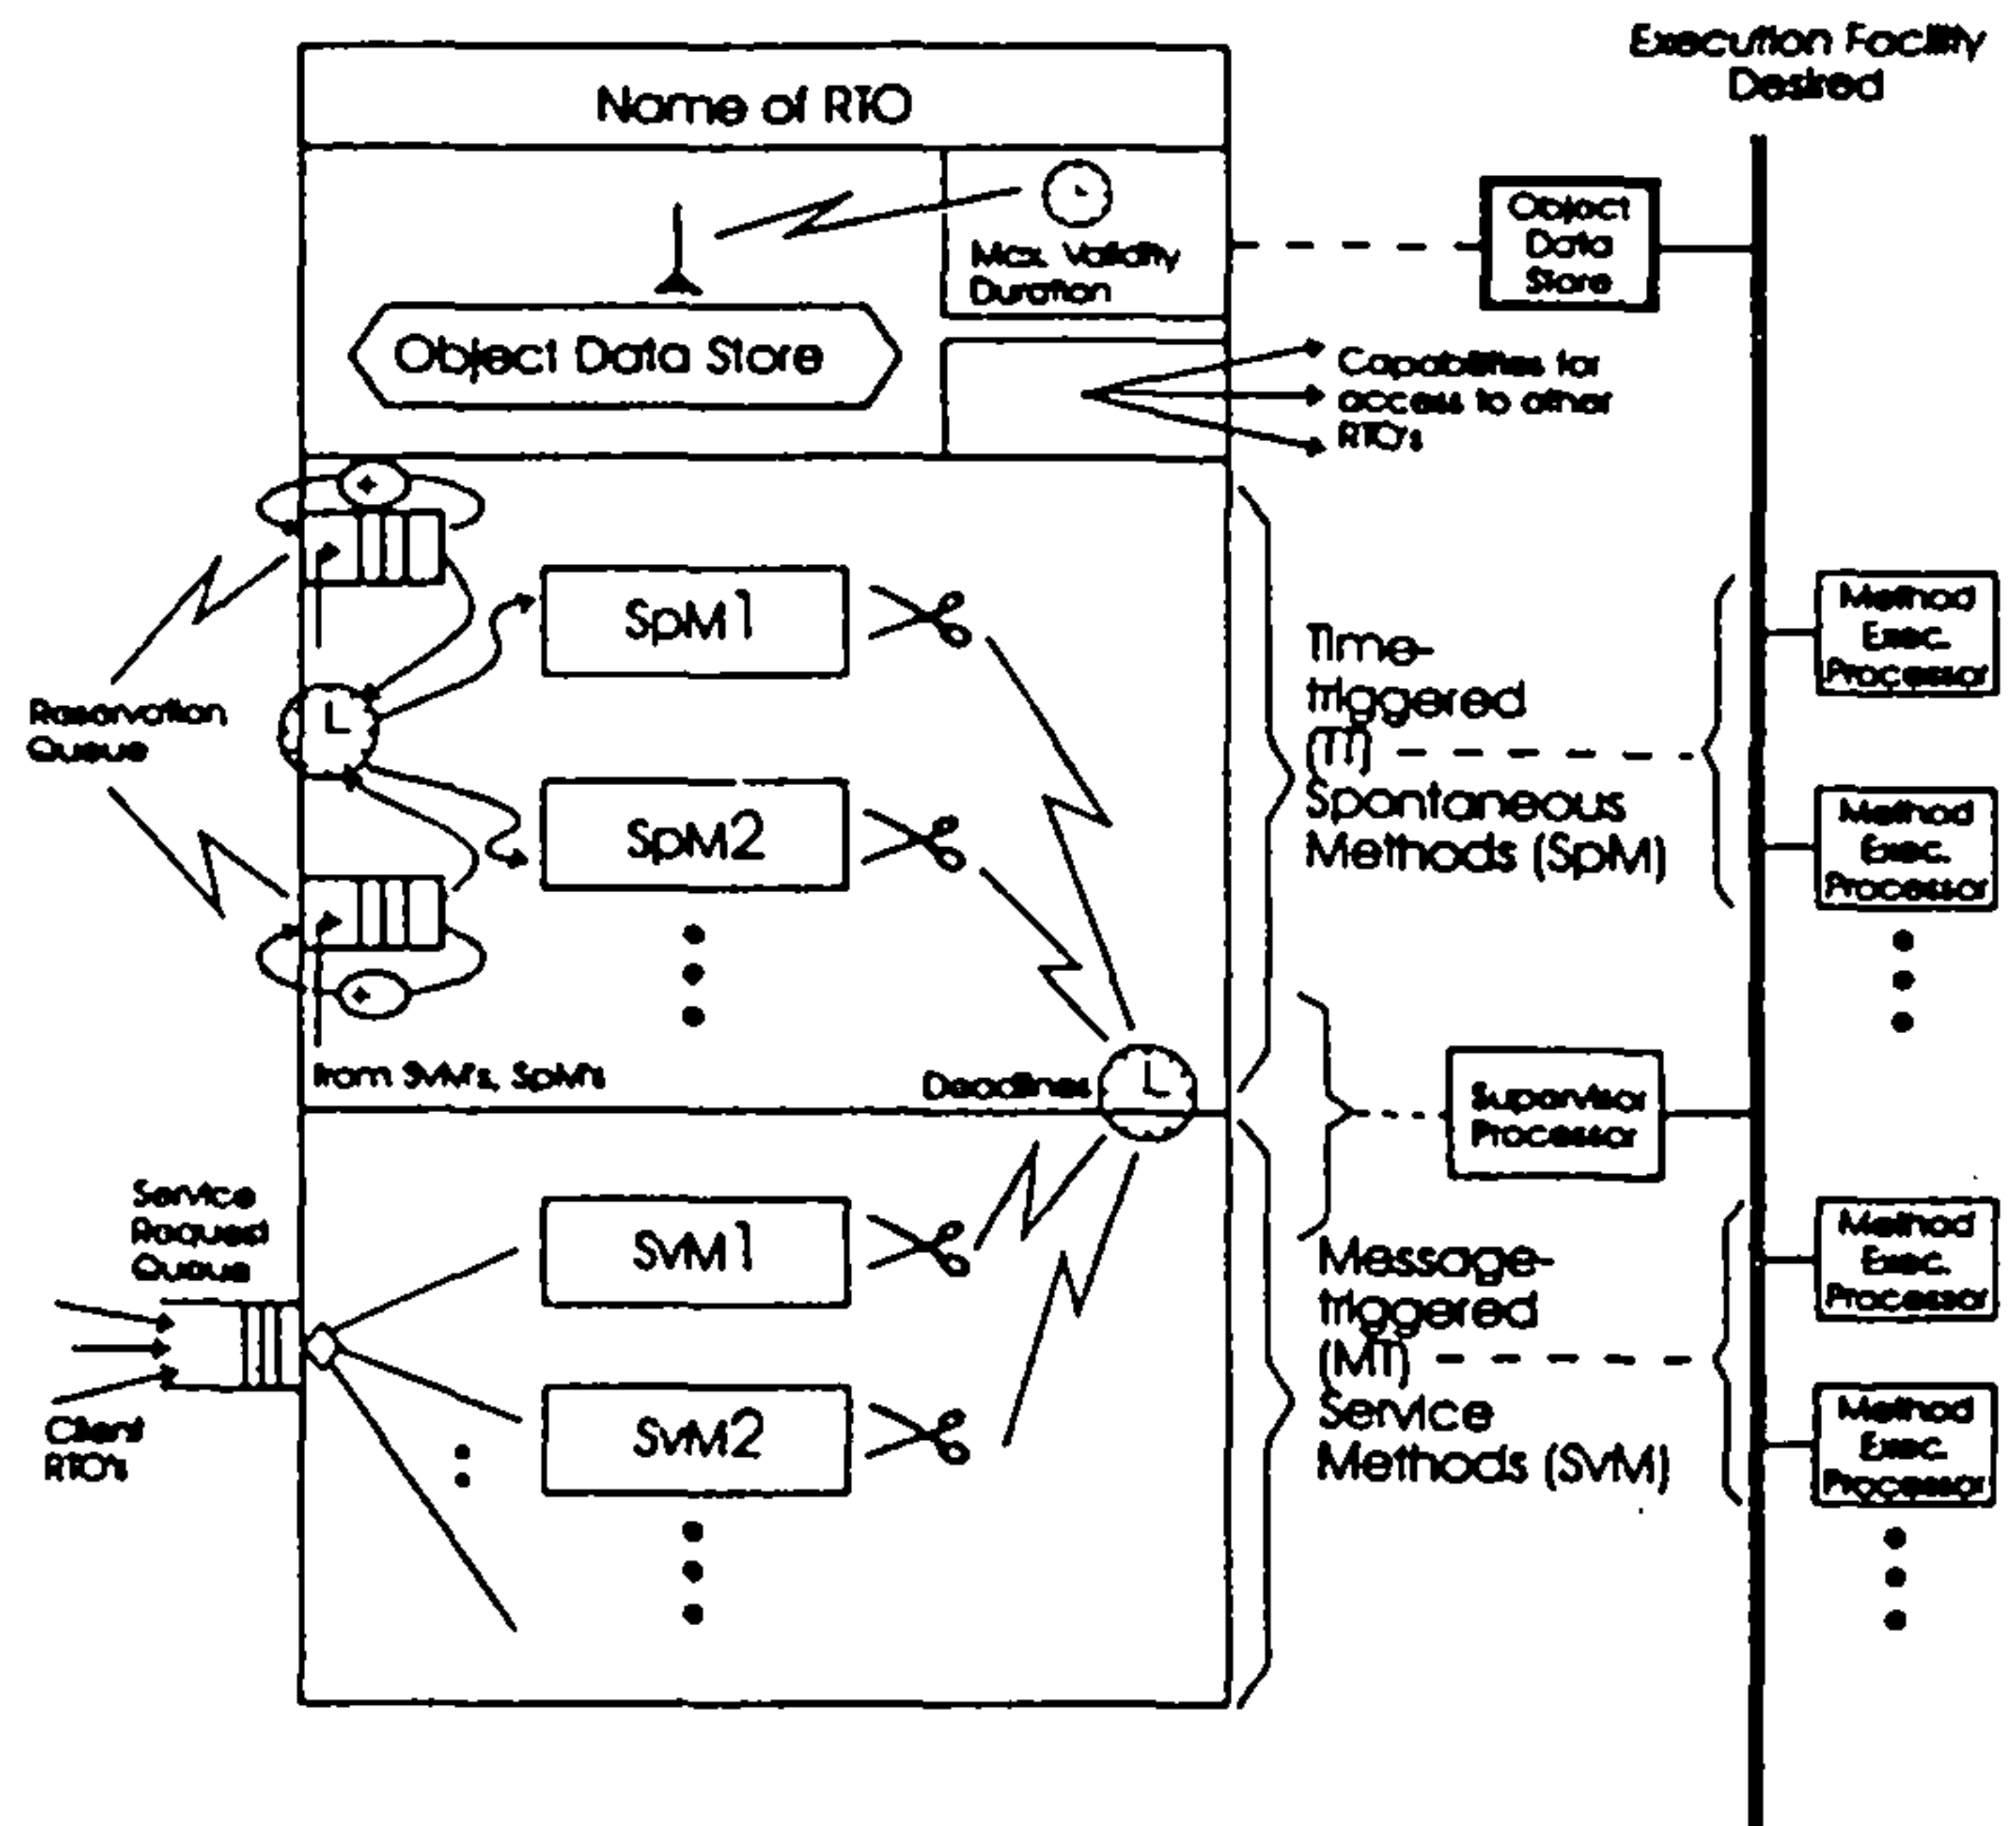 Execution Facility
Desired
Name of RTO
Max. Validity
Duration
Object
Data
Store
Object Data Store
Capabilities for
access to other
RTO's
SpM1
Time-
triggered
(TT)
Spontaneous
Methods (SpM)
Method
Exec.
Processor
Reservation
Queue
SpM2
Method
Exec.
Processor
from SvM's, SpM's
Deadlines
Supervisor
Processor
Service
Request
Queue
SvM1
Message-
triggered
(MT)
Service
Methods (SvM)
Method
Exec.
Processor
Client
RTO's
SvM2
Method
Exec.
Processor